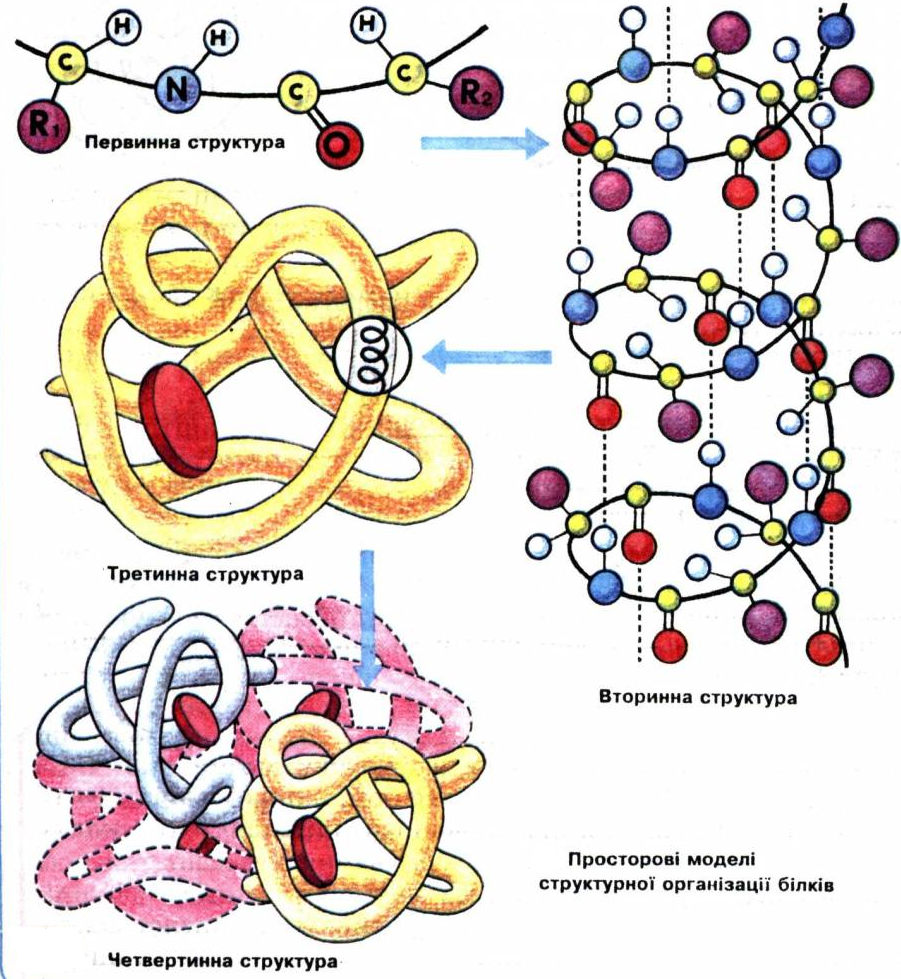 H
H
H
C
N
C
C
R₁
R₂
O
Первинна структура
Третинна структура
Вторинна структура
Просторові моделі
структурної організації білків
Четвертинна структура